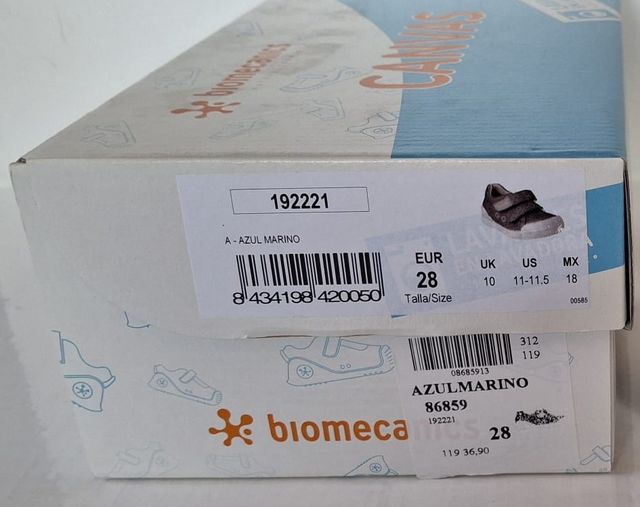 biomecanics
CANVAS
192221
A - AZUL MARINO
8 434198 420050
EUR
28
Talla/Size
UK
10
US
11-11.5
MX
18
00585
312
119
08685913
AZULMARINO
86859
192221
28
119 36,90
biomecanics